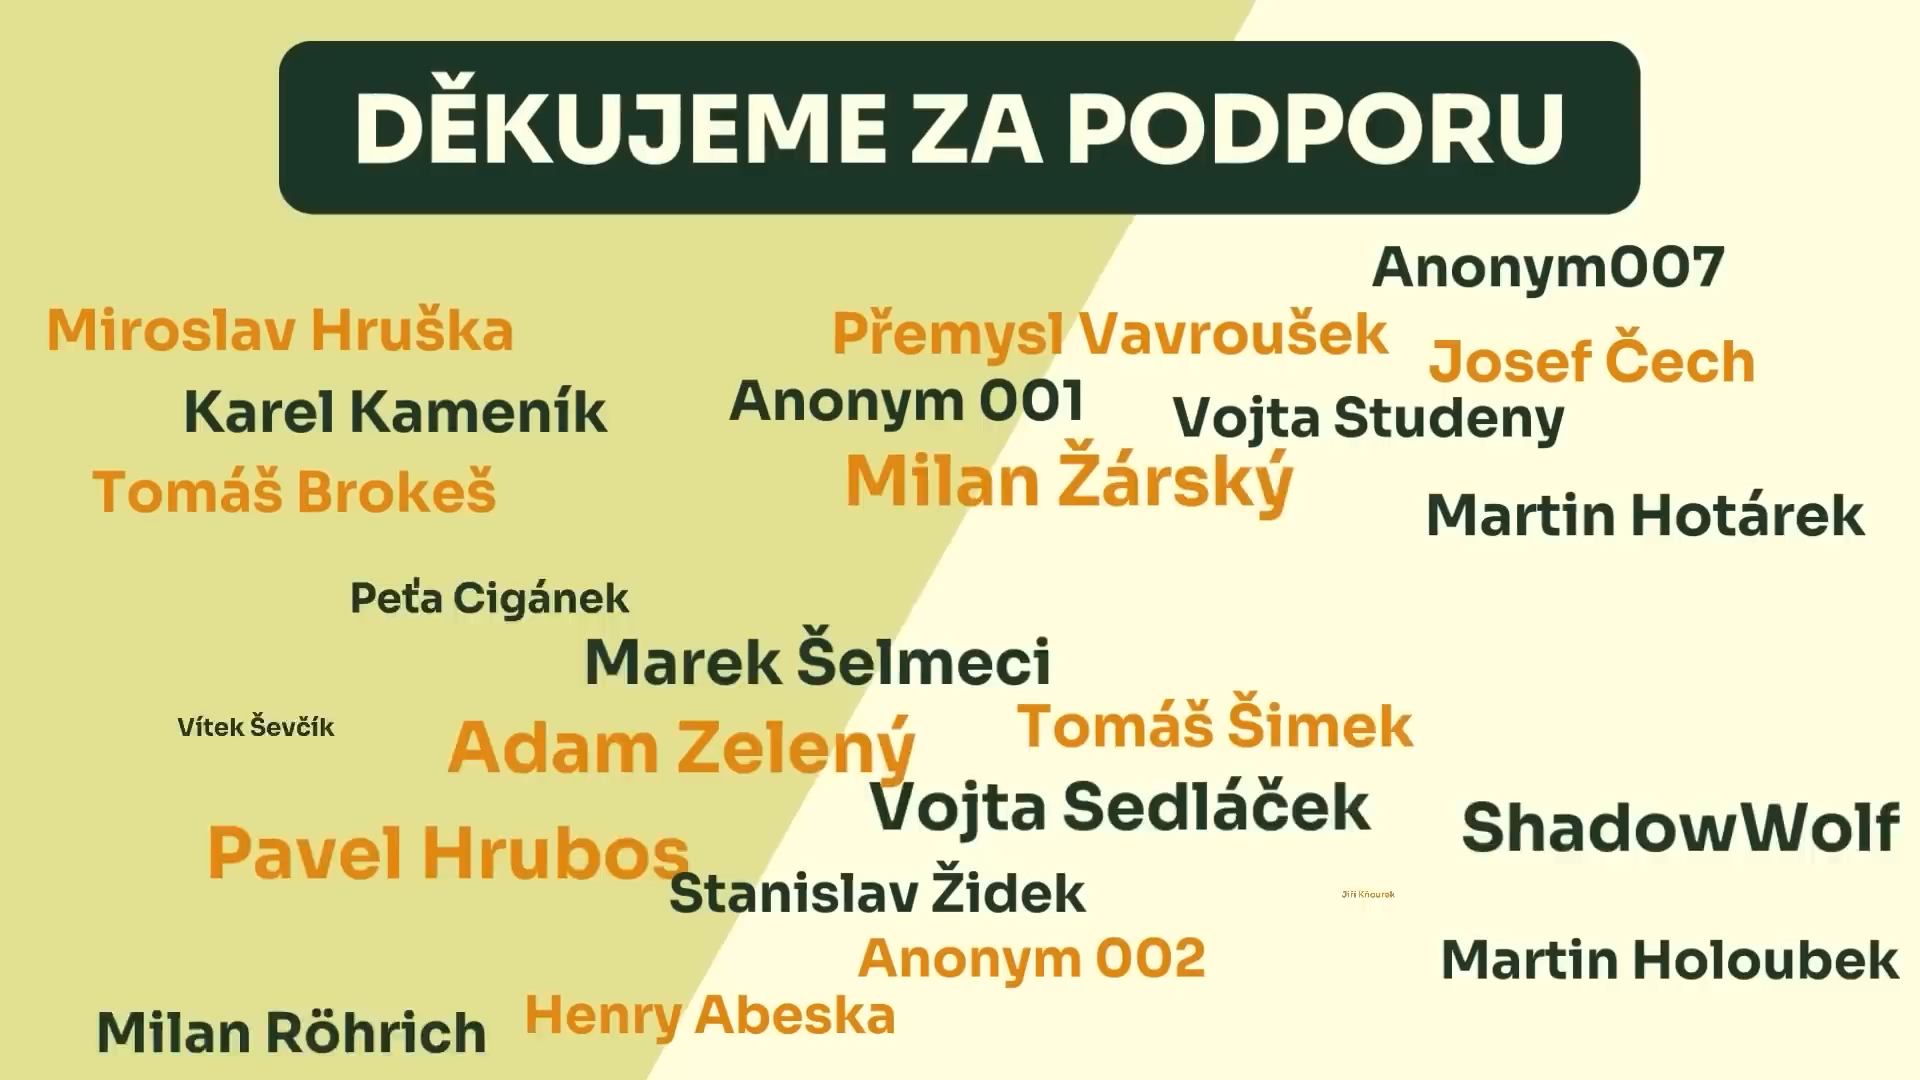 DĚKUJEME ZA PODPORU
Anonym007
Miroslav Hruška
Přemysl Vavroušek
Josef Čech
Karel Kameník
Anonym 001
Vojta Studeny
Tomáš Brokeš
Milan Žárský
Martin Hotárek
Peťa Cigánek
Marek Šelmeci
Vítek Ševčík
Adam Zelený
Tomáš Šimek
Vojta Sedláček
ShadowWolf
Pavel Hrubos
Stanislav Židek
Jiří Kňourek
Anonym 002
Martin Holoubek
Milan Röhrich
Henry Abeska